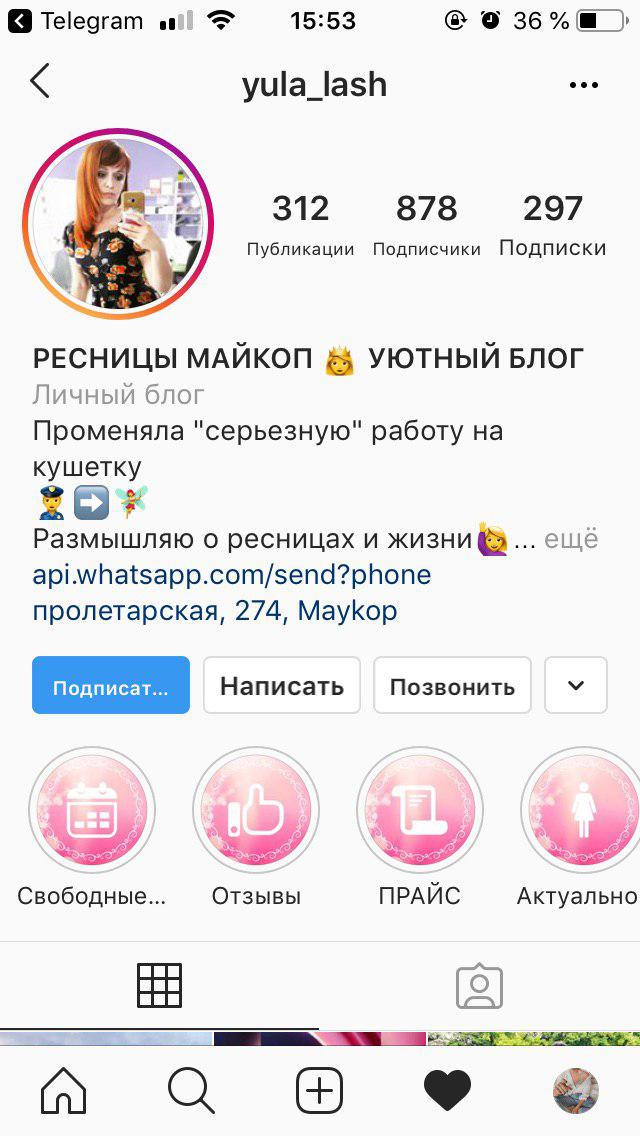 Telegram 15:53 36 %
yula_lash
312 878 297
Публикации Подписчики Подписки
РЕСНИЦЫ МАЙКОП 👸 УЮТНЫЙ БЛОГ
Личный блог
Променяла "серьезную" работу на
кушетку
👮‍♀️➡️🧚‍♀️
Размышляю о ресницах и жизни🙋‍♀️... ещё
api.whatsapp.com/send?phone
пролетарская, 274, Maykop
Подписат... Написать Позвонить
Свободные... Отзывы ПРАЙС Актуально